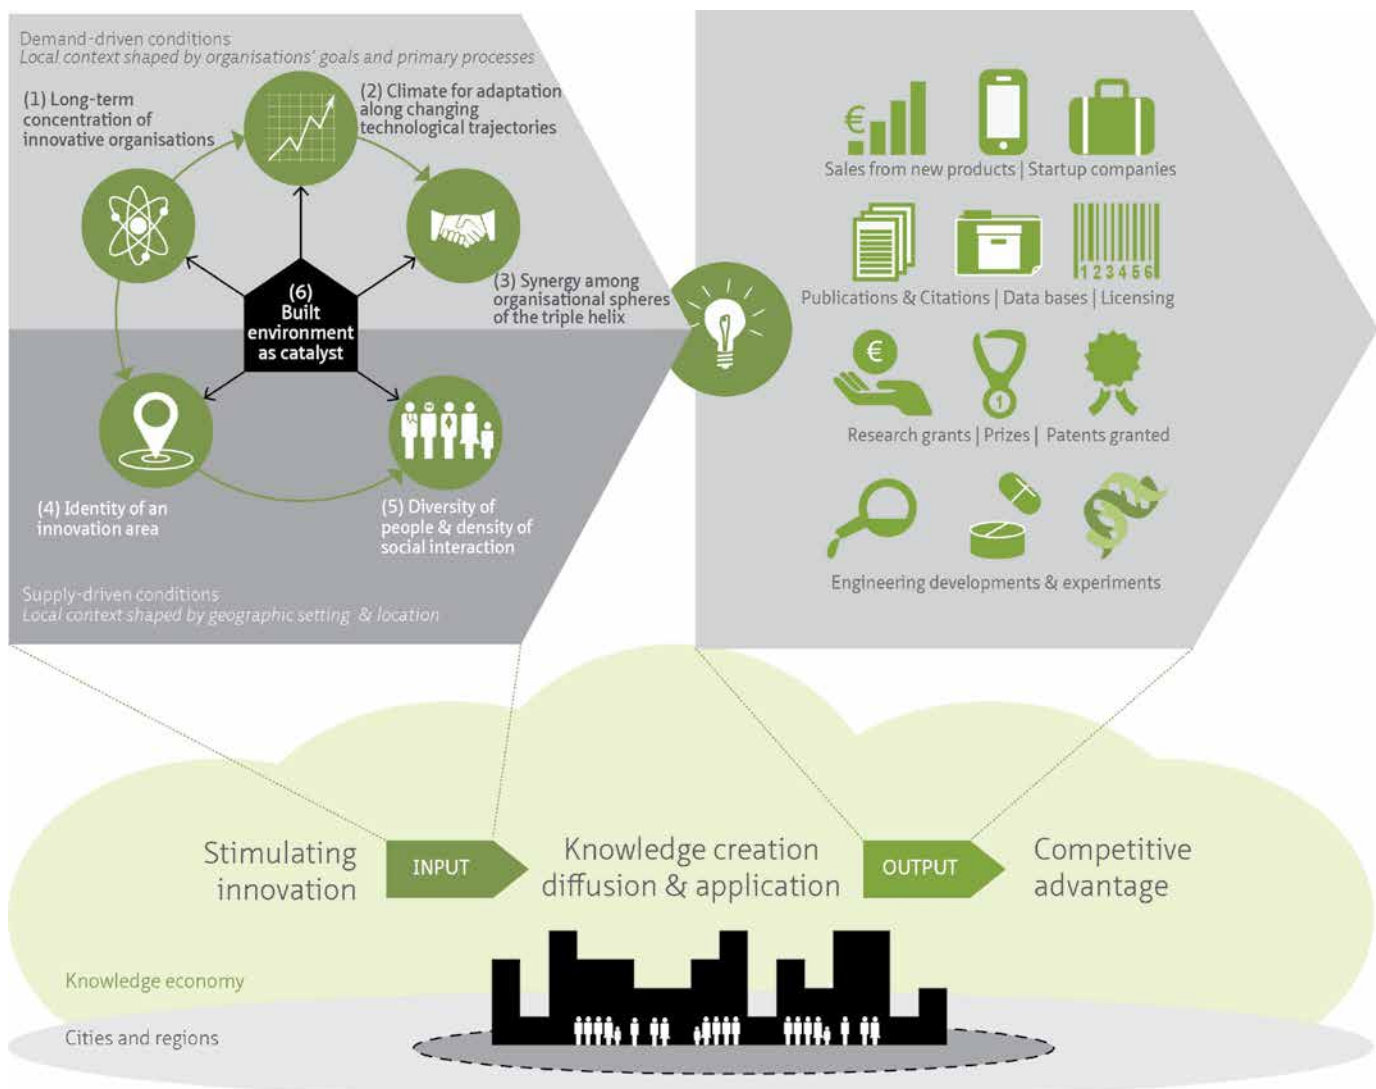 Demand-driven conditions
Local context shaped by organisations' goals and primary processes
(1) Long-term
concentration of
innovative organisations
(2) Climate for adaptation
along changing
technological trajectories
(3) Synergy among
organisational spheres
of the triple helix
(6)
Built
environment
as catalyst
(4) Identity of an
innovation area
(5) Diversity of
people & density of
social interaction
Supply-driven conditions
Local context shaped by geographic setting & location
€
Sales from new products | Startup companies
123456
Publications & Citations | Data bases | Licensing
€
1
Research grants | Prizes | Patents granted
Engineering developments & experiments
Stimulating
innovation
INPUT
Knowledge creation
diffusion & application
OUTPUT
Competitive
advantage
Knowledge economy
Cities and regions